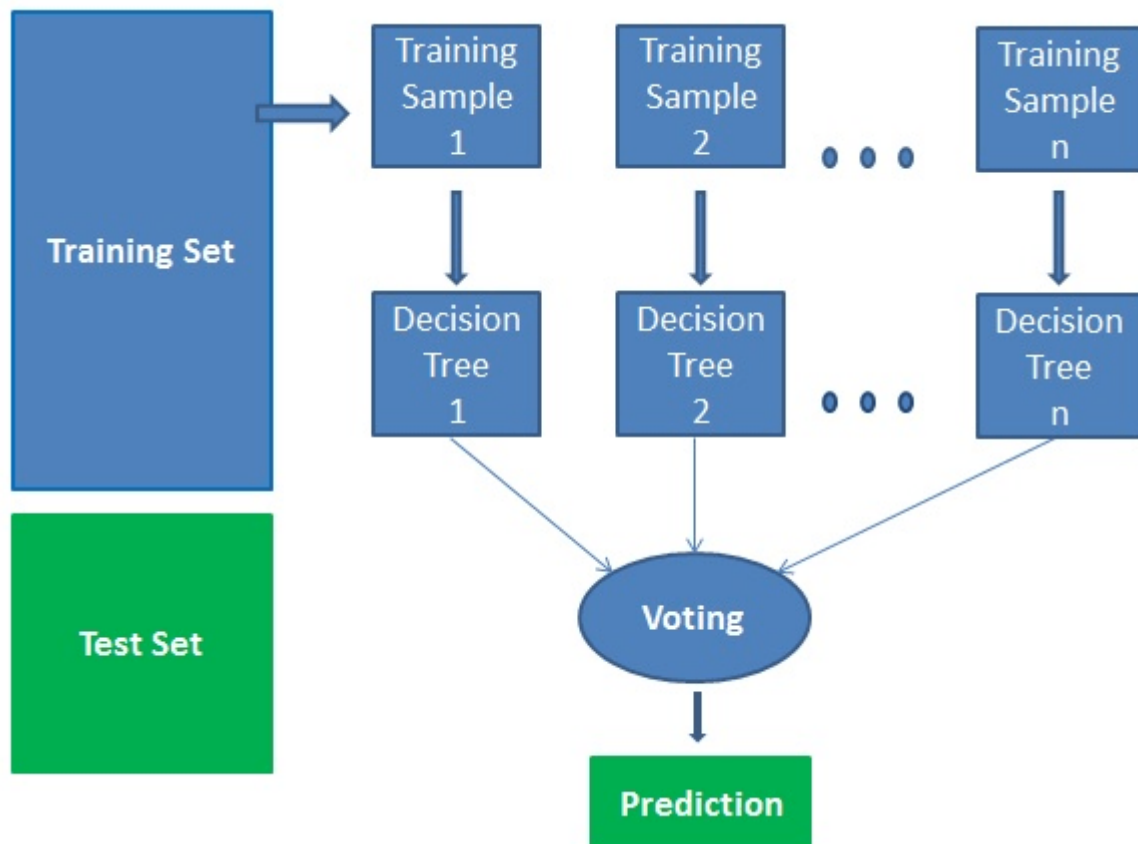 Training Set
Training
Sample
1
Training
Sample
2
Training
Sample
n
Decision
Tree
1
Decision
Tree
2
Decision
Tree
n
Test Set
Voting
Prediction